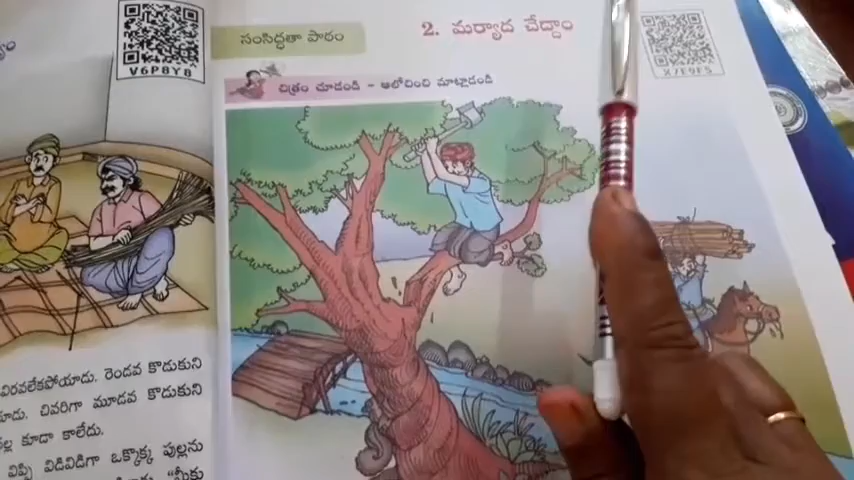 V6P8Y8
సంసిద్ధతా పాఠం
2. మర్యాద చేద్దాం
X7E9F5
చిత్రం చూడండి - ఆలోచించి మాట్లాడండి
విరవలేకపోయాడు. రెండవ కొడుకుని
చివరిగా మూడవ కొడుకుని
కూడా కాలేదు.
విప్పి విడివిడిగా ఒక్కొక్క పుల్లను